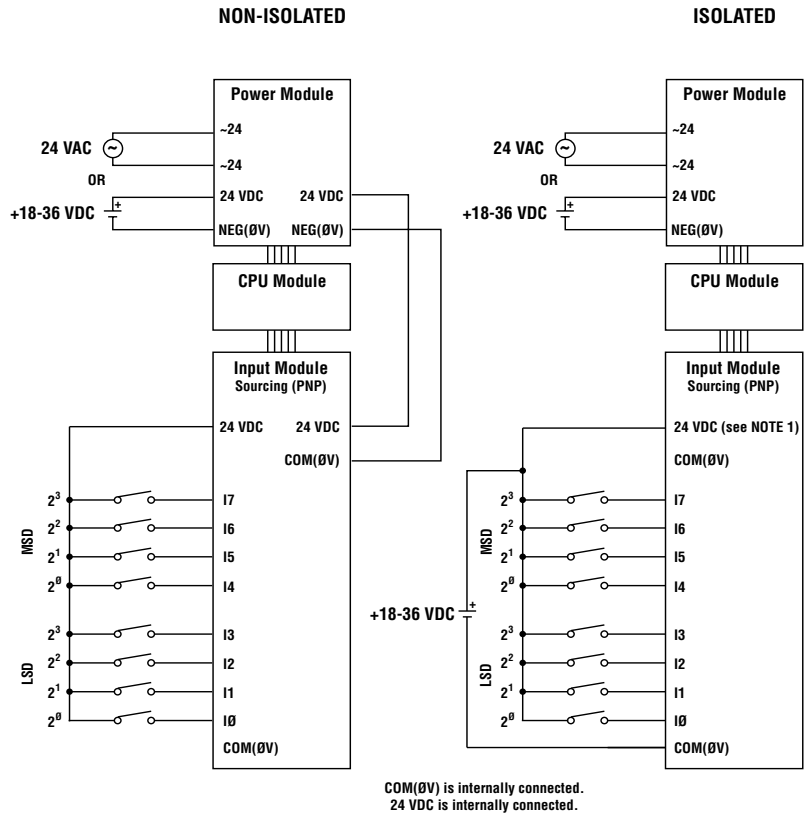 NON-ISOLATED
Power Module
24 VAC
~
~24
~24
OR
+18-36 VDC
+
24 VDC
24 VDC
NEG(ØV)
NEG(ØV)
CPU Module
Input Module
Sourcing (PNP)
24 VDC
24 VDC
COM(ØV)
MSD
2³
I7
2²
I6
2¹
I5
2ᴓ
I4
LSD
2³
I3
2²
I2
2¹
I1
2ᴓ
IØ
COM(ØV)
ISOLATED
Power Module
24 VAC
~
~24
~24
OR
+18-36 VDC
+
24 VDC
NEG(ØV)
CPU Module
Input Module
Sourcing (PNP)
24 VDC (see NOTE 1)
COM(ØV)
MSD
2³
I7
2²
I6
2¹
I5
2ᴓ
I4
+18-36 VDC
+
LSD
2³
I3
2²
I2
2¹
I1
2ᴓ
IØ
COM(ØV)
COM(ØV) is internally connected.
24 VDC is internally connected.